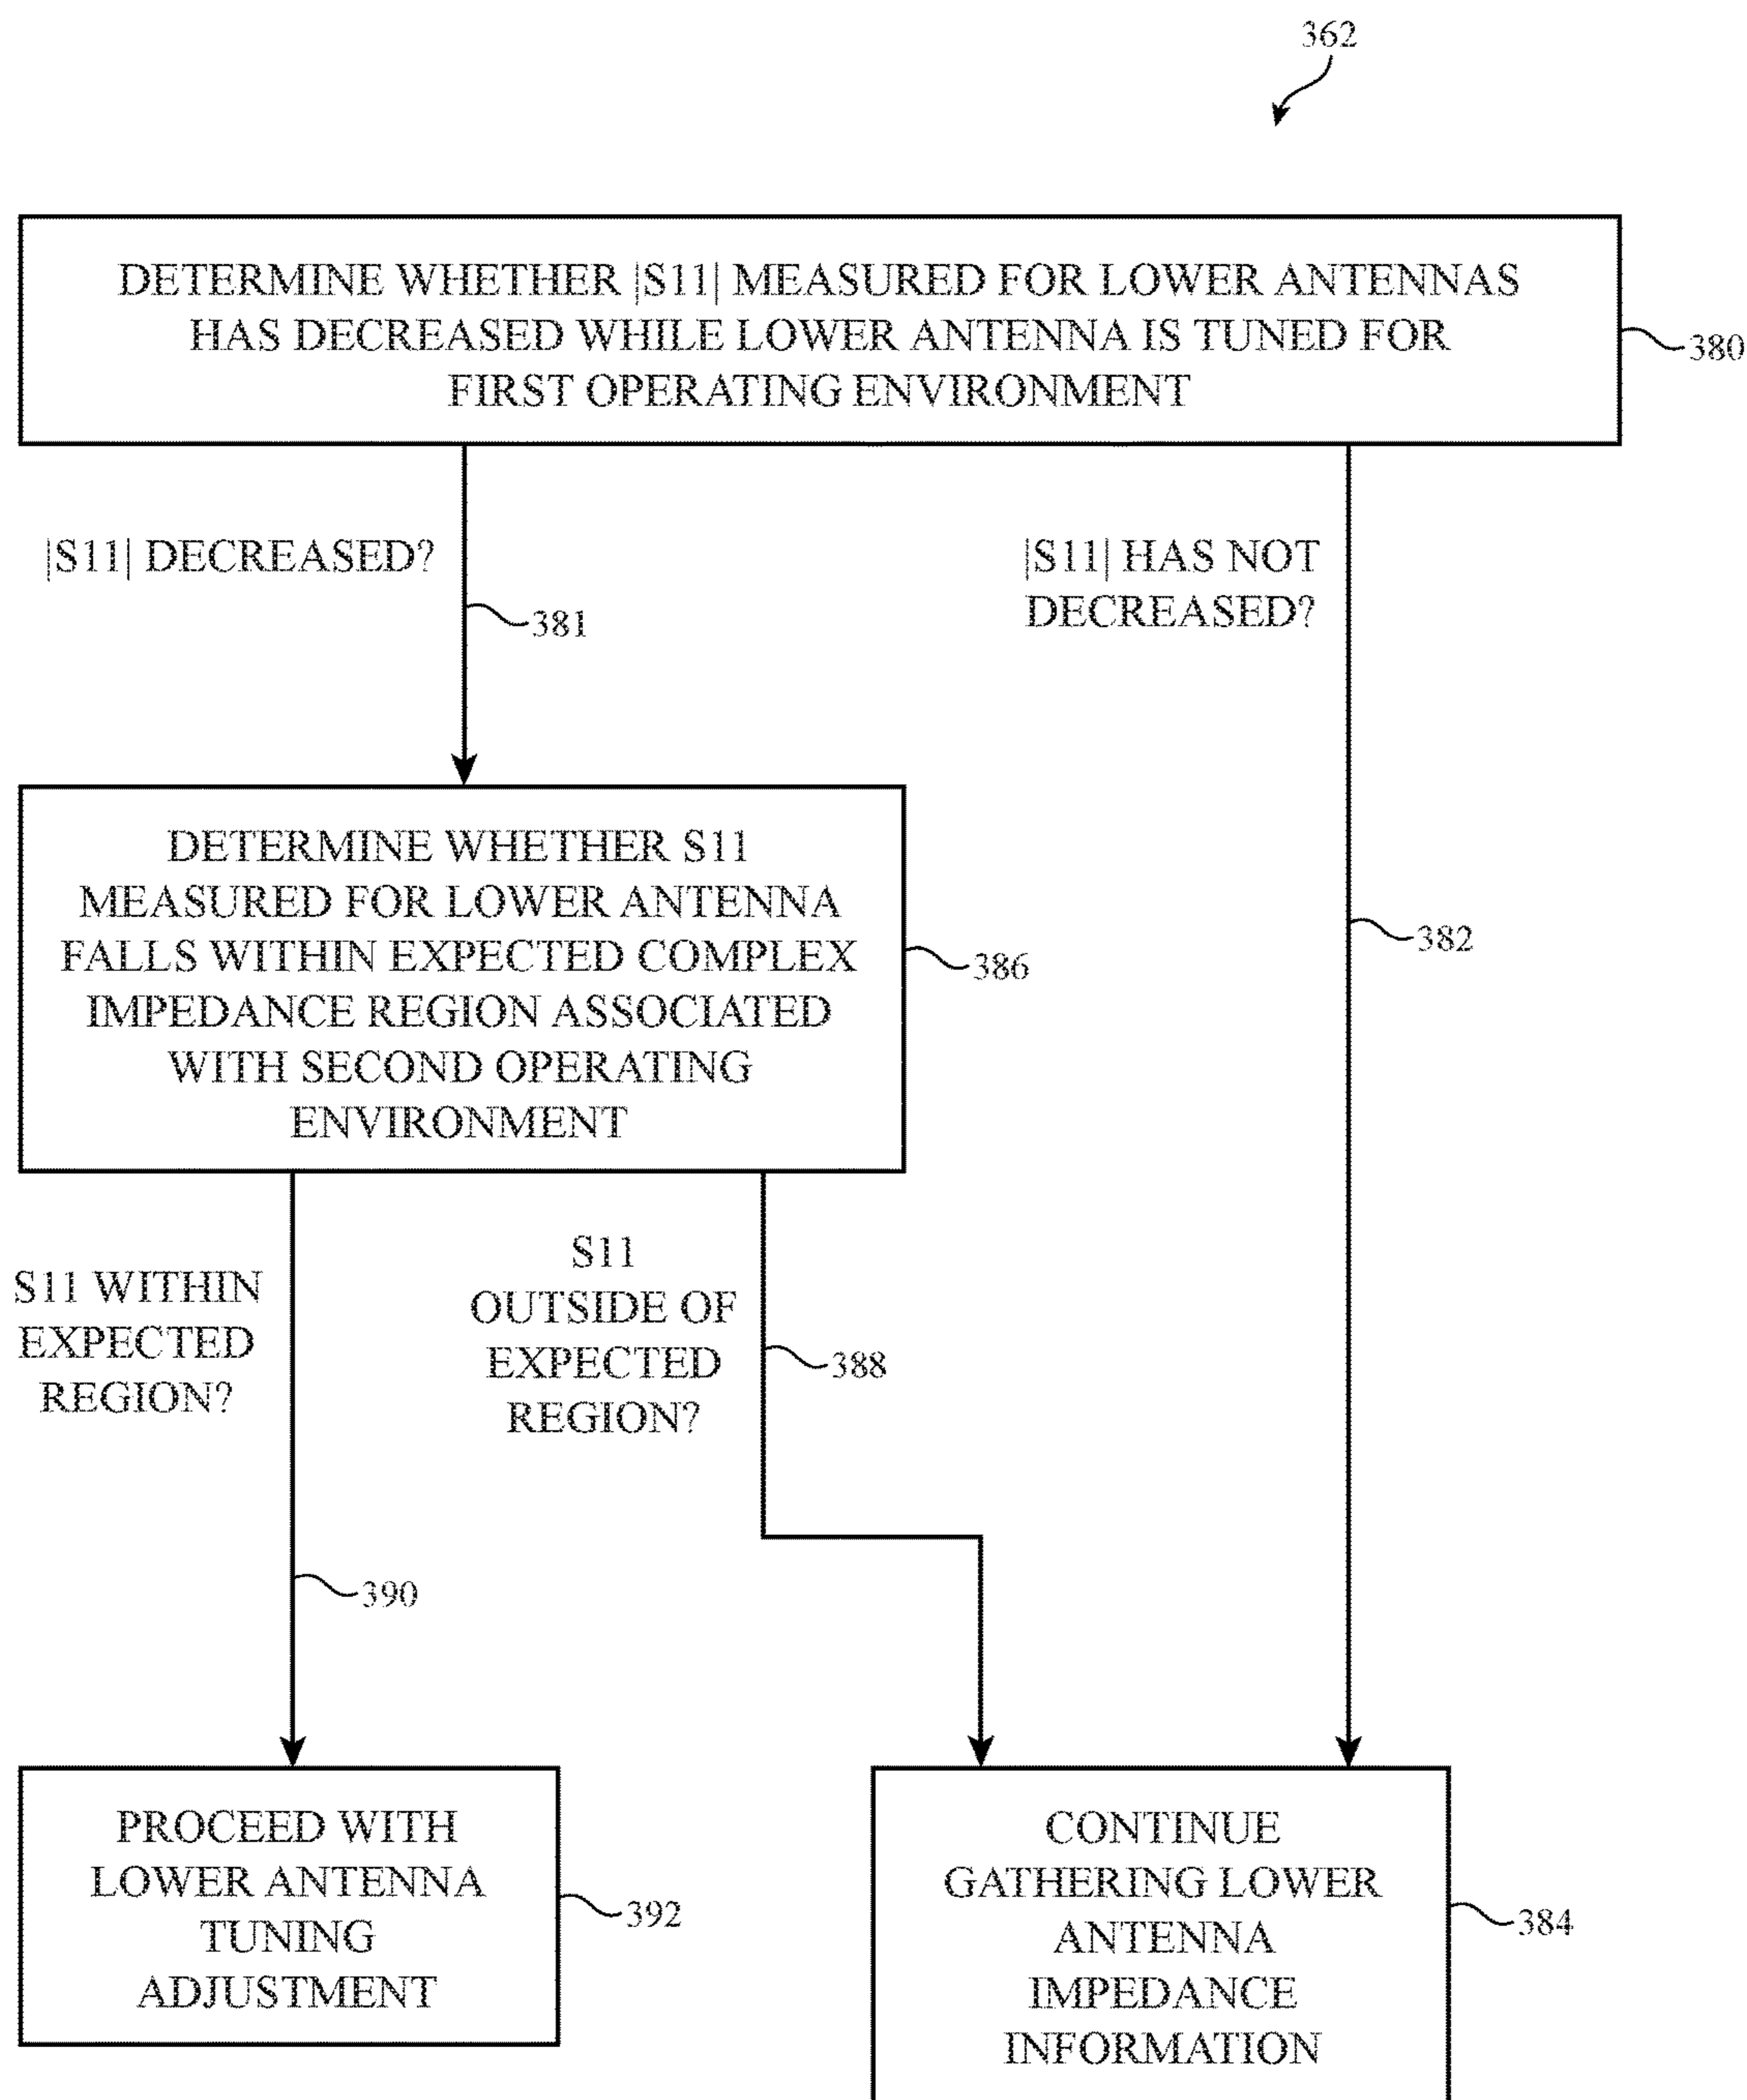 362
DETERMINE WHETHER |S11| MEASURED FOR LOWER ANTENNAS
HAS DECREASED WHILE LOWER ANTENNA IS TUNED FOR
FIRST OPERATING ENVIRONMENT
380
|S11| DECREASED?
381
|S11| HAS NOT
DECREASED?
382
DETERMINE WHETHER S11
MEASURED FOR LOWER ANTENNA
FALLS WITHIN EXPECTED COMPLEX
IMPEDANCE REGION ASSOCIATED
WITH SECOND OPERATING
ENVIRONMENT
386
S11 WITHIN
EXPECTED
REGION?
390
S11
OUTSIDE OF
EXPECTED
REGION?
388
PROCEED WITH
LOWER ANTENNA
TUNING
ADJUSTMENT
392
CONTINUE
GATHERING LOWER
ANTENNA
IMPEDANCE
INFORMATION
384